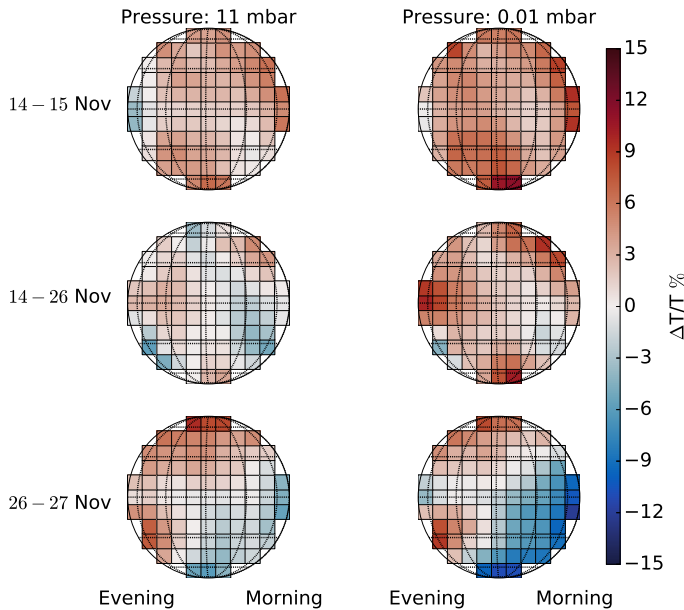 Pressure: 11 mbar
Pressure: 0.01 mbar
14 − 15 Nov
14 − 26 Nov
26 − 27 Nov
Evening
Morning
Evening
Morning
15
12
9
6
3
0
−3
−6
−9
−12
−15
ΔT/T %